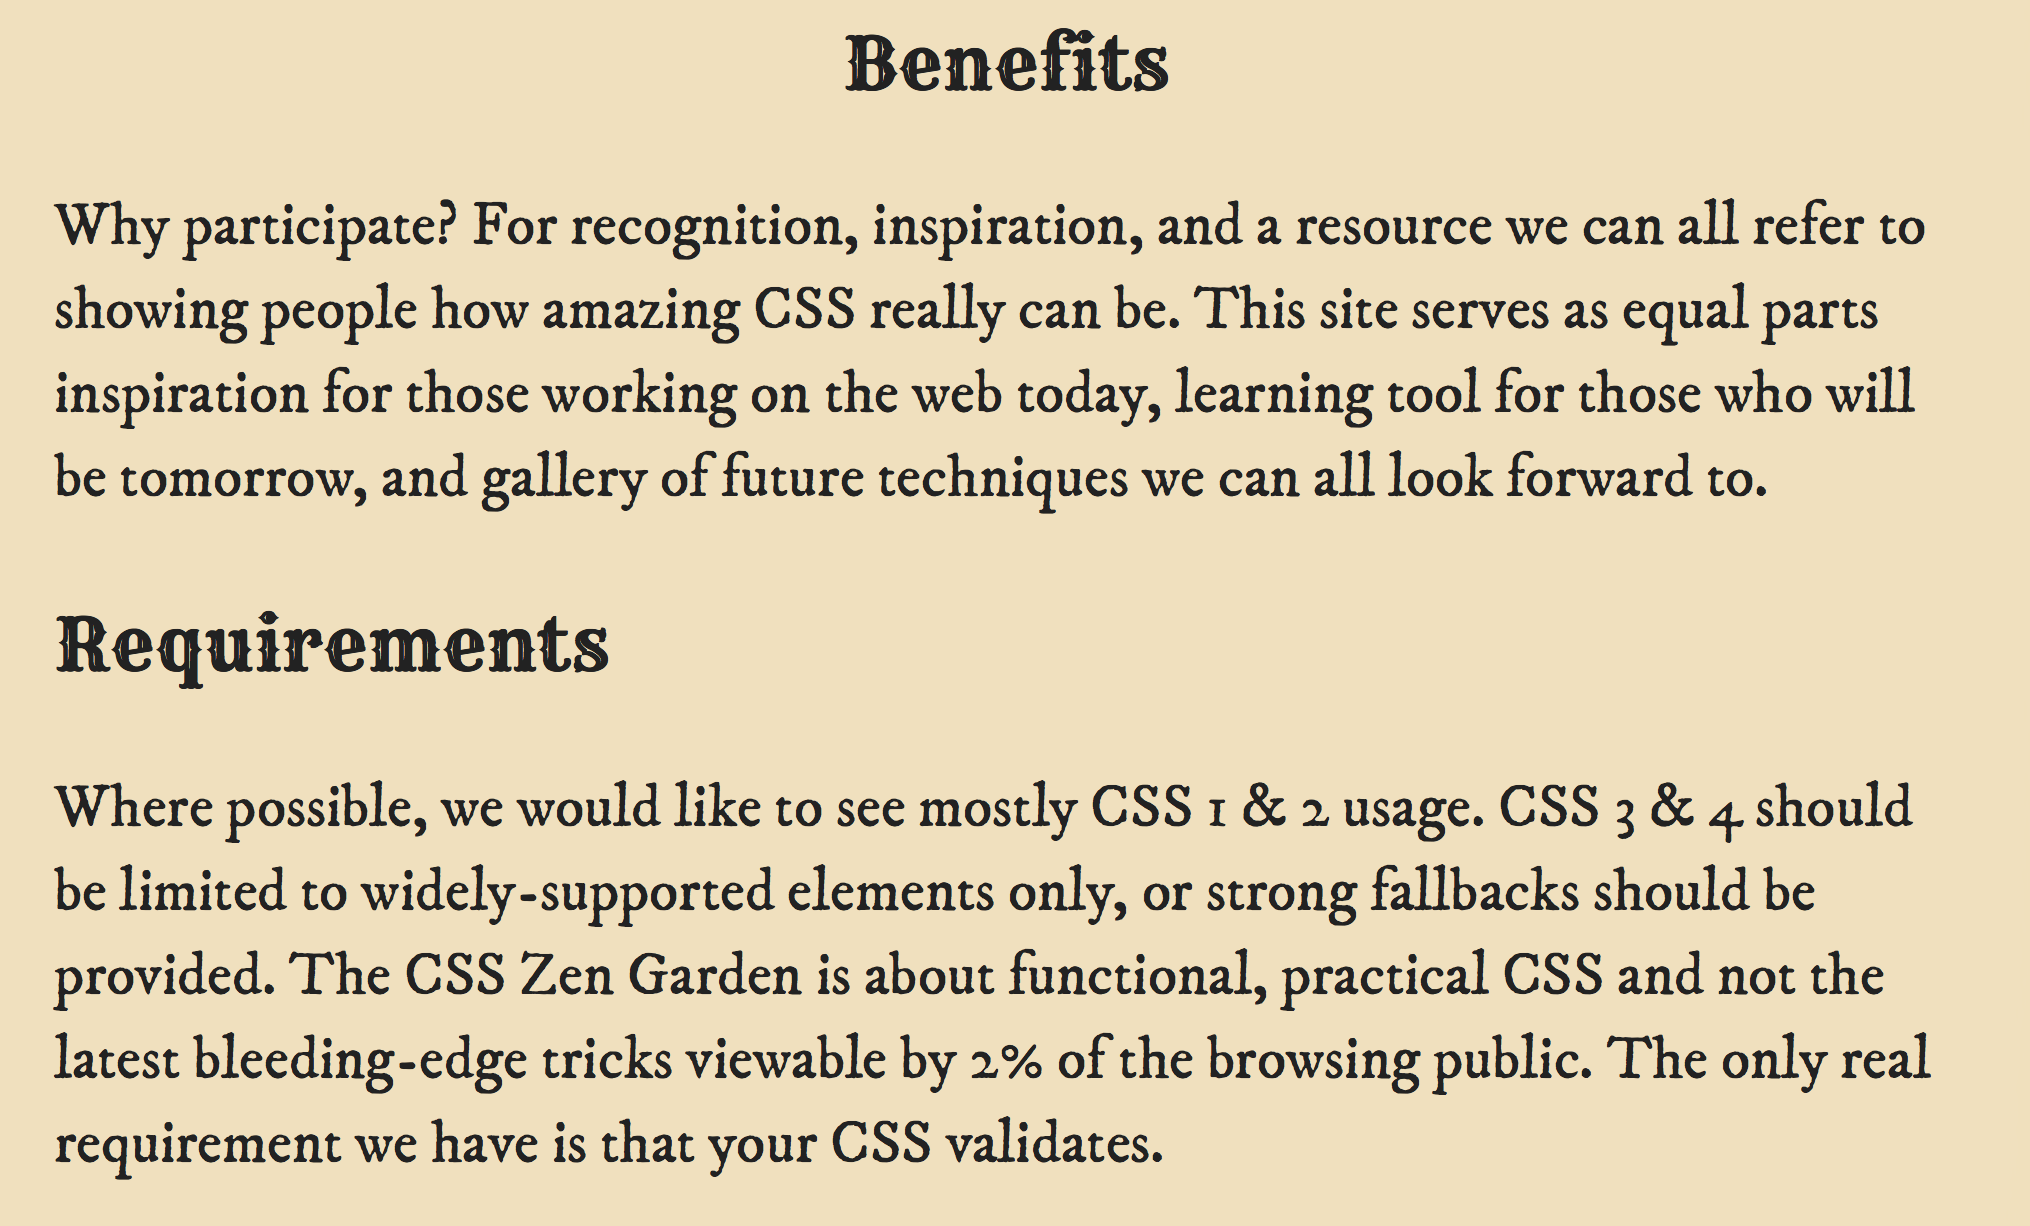 Benefits
Why participate? For recognition, inspiration, and a resource we can all refer to
showing people how amazing CSS really can be. This site serves as equal parts
inspiration for those working on the web today, learning tool for those who will
be tomorrow, and gallery of future techniques we can all look forward to.
Requirements
Where possible, we would like to see mostly CSS 1 & 2 usage. CSS 3 & 4 should
be limited to widely-supported elements only, or strong fallbacks should be
provided. The CSS Zen Garden is about functional, practical CSS and not the
latest bleeding-edge tricks viewable by 2% of the browsing public. The only real
requirement we have is that your CSS validates.